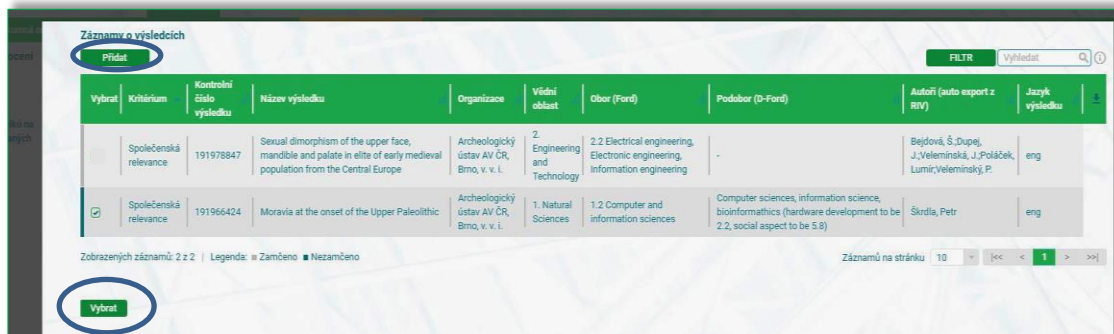 Záznamy o výsledcích
Přidat
FILTR Vyhledat
Vybrat Kritérium Kontrolní číslo výsledku Název výsledku Organizace Vědní oblast Obor (Ford) Podobor (D-Ford) Autoři (auto export z RIV) Jazyk výsledku
Společenská relevance 191978847 Sexual dimorphism of the upper face, mandible and palate in elite of early medieval population from the Central Europe Archeologický ústav AV ČR, Brno, v. v. i. 2. Engineering and Technology 2.2 Electrical engineering, Electronic engineering, Information engineering - Bejdová, Š.;Dupej, J.;Velemínská, J.;Poláček, Lumír;Velemínský, P. eng
Společenská relevance 191966424 Moravia at the onset of the Upper Paleolithic Archeologický ústav AV ČR, Brno, v. v. i. 1. Natural Sciences 1.2 Computer and information sciences Computer sciences, information science, bioinformathics (hardware development to be 2.2, social aspect to be 5.8) Škrdla, Petr eng
Zobrazených záznamů: 2 z 2 | Legenda: Zamčeno Nezamčeno
Záznamů na stránku 10 |<< < 1 > >>|
Vybrat